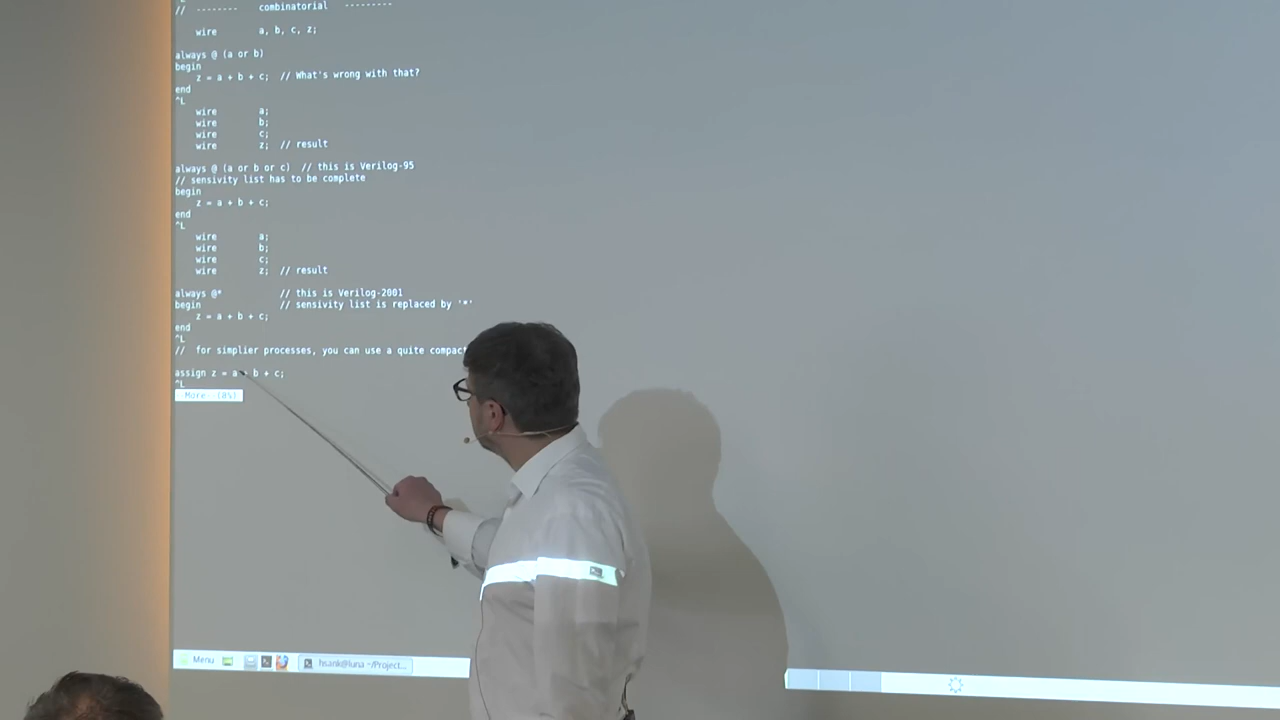 // -------- combinatorial ---------
wire a, b, c, z;
always @ (a or b)
begin
z = a + b + c; // What's wrong with that?
end
^L
wire a;
wire b;
wire c;
wire z; // result
always @ (a or b or c) // this is Verilog-95
// sensivity list has to be complete
begin
z = a + b + c;
end
^L
wire a;
wire b;
wire c;
wire z; // result
always @* // this is Verilog-2001
begin // sensivity list is replaced by '*'
z = a + b + c;
end
^L
// for simplier processes, you can use a quite compact
assign z = a + b + c;
^L
Menu
hsank@luna ~/Project...